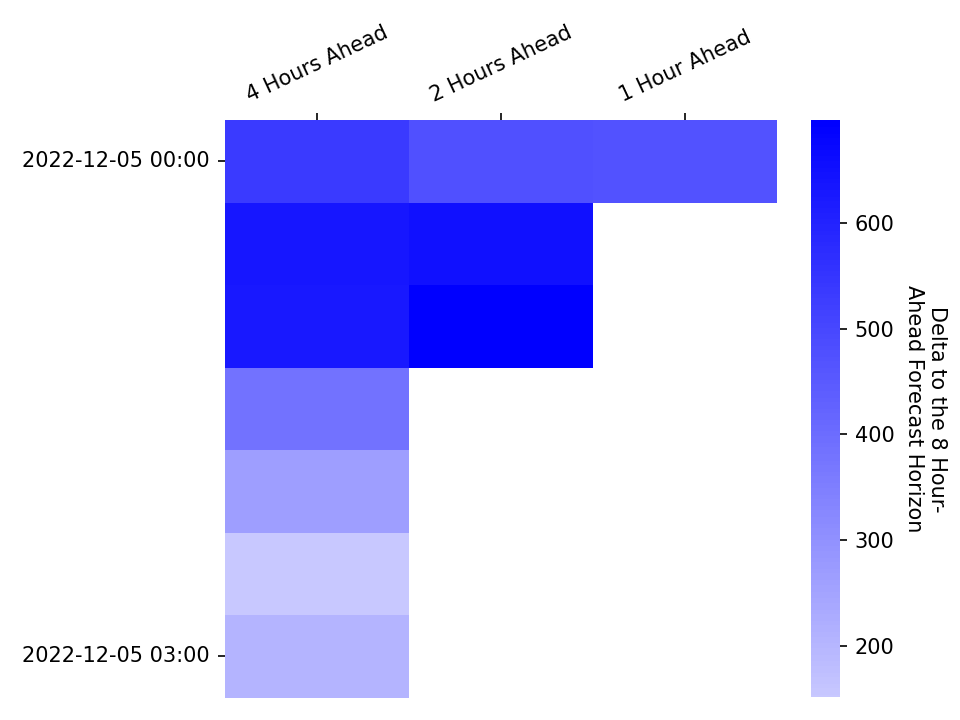 4 Hours Ahead
2 Hours Ahead
1 Hour Ahead
2022-12-05 00:00
2022-12-05 03:00
600
500
400
300
200
Delta to the 8 Hour-
Ahead Forecast Horizon